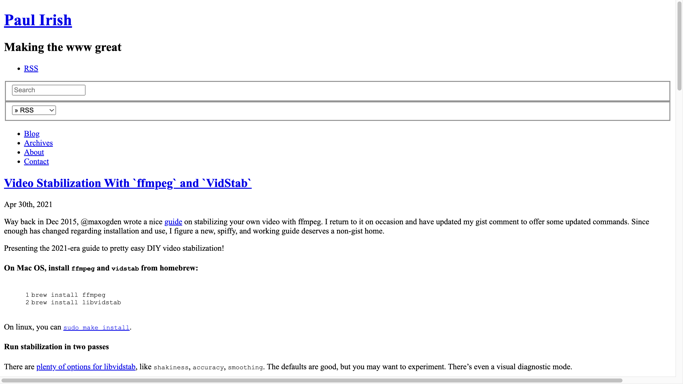 Paul Irish
Making the www great
RSS
Search
» RSS
Blog
Archives
About
Contact
Video Stabilization With `ffmpeg` and `VidStab`
Apr 30th, 2021
Way back in Dec 2015, @maxogden wrote a nice guide on stabilizing your own video with ffmpeg. I return to it on occasion and have updated my gist comment to offer some updated commands. Since
enough has changed regarding installation and use, I figure a new, spiffy, and working guide deserves a non-gist home.
Presenting the 2021-era guide to pretty easy DIY video stabilization!
On Mac OS, install ffmpeg and vidstab from homebrew:
1 brew install ffmpeg
2 brew install libvidstab
On linux, you can sudo make install.
Run stabilization in two passes
There are plenty of options for libvidstab, like shakiness, accuracy, smoothing. The defaults are good, but you may want to experiment. There's even a visual diagnostic mode.